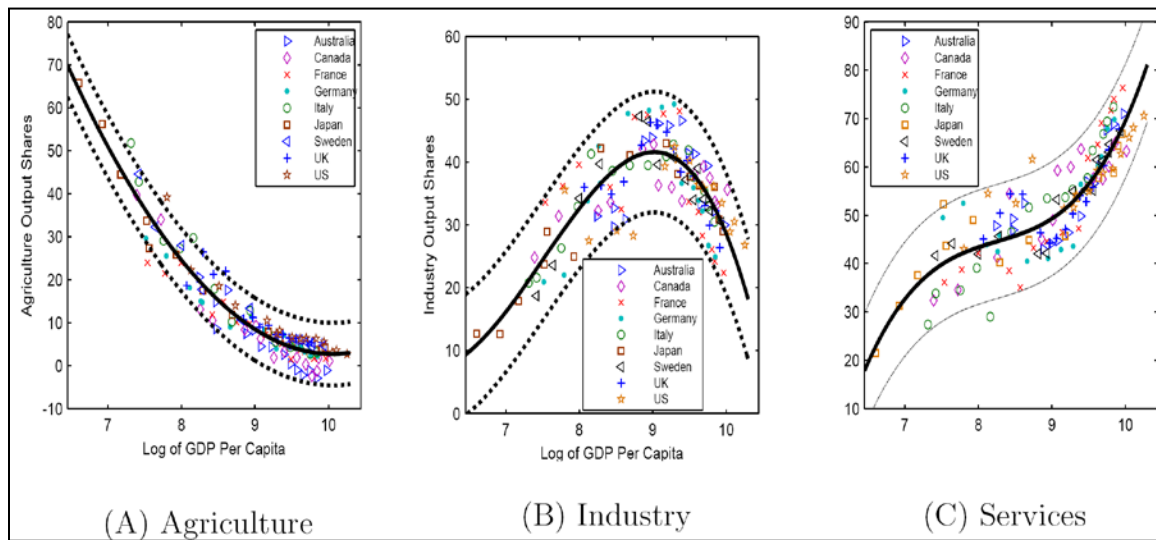 80
70
60
50
40
30
20
10
0
-10
Agriculture Output Shares
Australia
Canada
France
Germany
Italy
Japan
Sweden
UK
US
7 8 9 10
Log of GDP Per Capita
(A) Agriculture
60
50
40
30
20
10
0
Industry Output Shares
Australia
Canada
France
Germany
Italy
Japan
Sweden
UK
US
7 8 9 10
Log of GDP Per Capita
(B) Industry
90
80
70
60
50
40
30
20
10
Australia
Canada
France
Germany
Italy
Japan
Sweden
UK
US
7 8 9 10
(C) Services